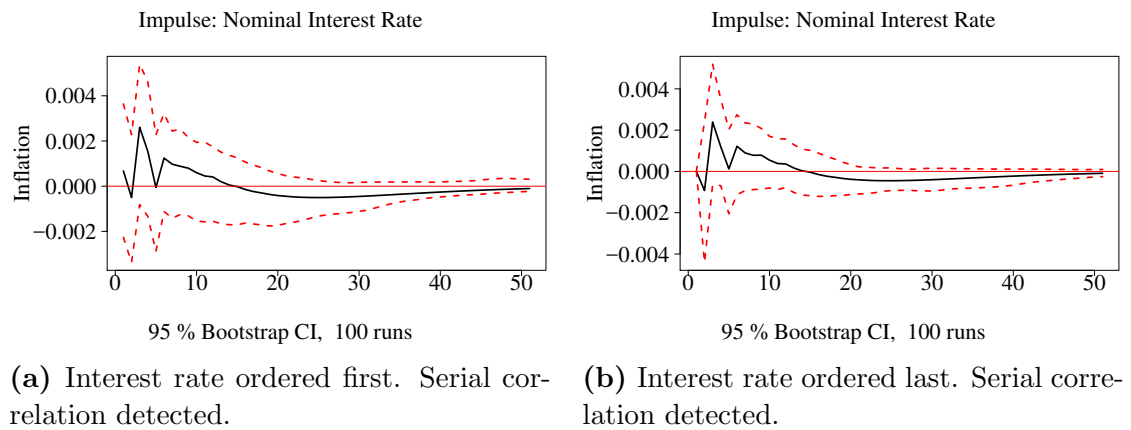 Impulse: Nominal Interest Rate
Inflation
0.004
0.002
0.000
−0.002
0 10 20 30 40 50
95 % Bootstrap CI, 100 runs
(a) Interest rate ordered first. Serial cor-
relation detected.
Impulse: Nominal Interest Rate
Inflation
0.004
0.002
0.000
−0.002
−0.004
0 10 20 30 40 50
95 % Bootstrap CI, 100 runs
(b) Interest rate ordered last. Serial corre-
lation detected.